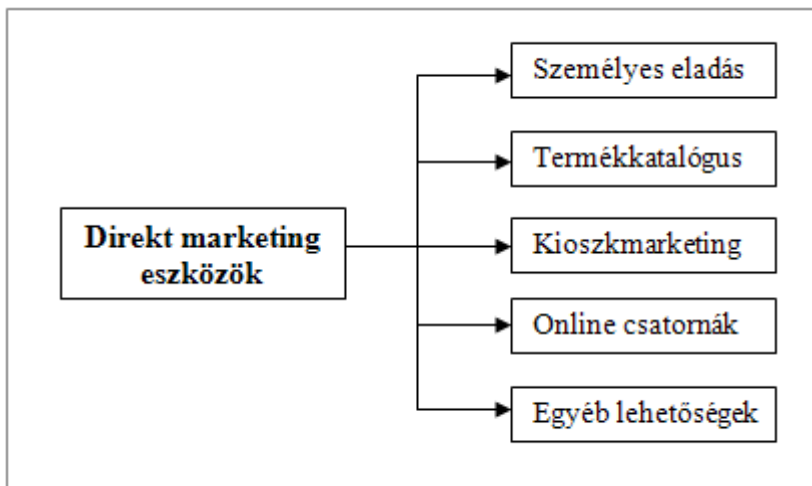 Direkt marketing
eszközök
Személyes eladás
Termékkatalógus
Kioszkmarketing
Online csatornák
Egyéb lehetőségek